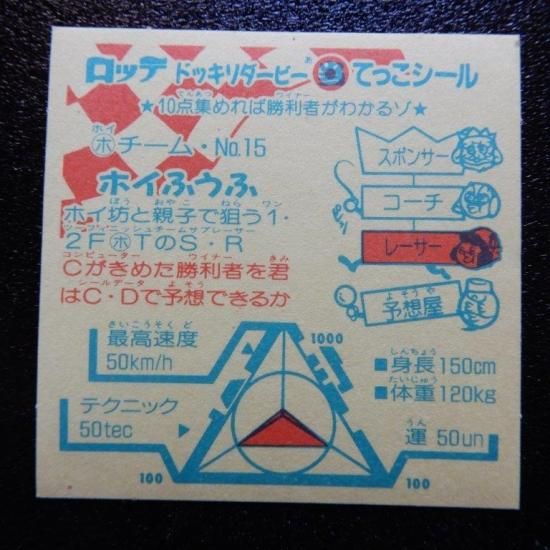 ロッテ ドッキリダービー 当てっこシール
★10点集めれば勝利者がわかるゾ★
ホチーム・No.15
ホイふうふ
ホイ坊と親子で狙う1・
2FホTのS・R
Cがきめた勝利者を君
はC・Dで予想できるか
スポンサー
コーチ
レーサー
予想屋
最高速度
50km/h
テクニック
50tec
1000
100
100
■身長150cm
■体重120kg
運 50un